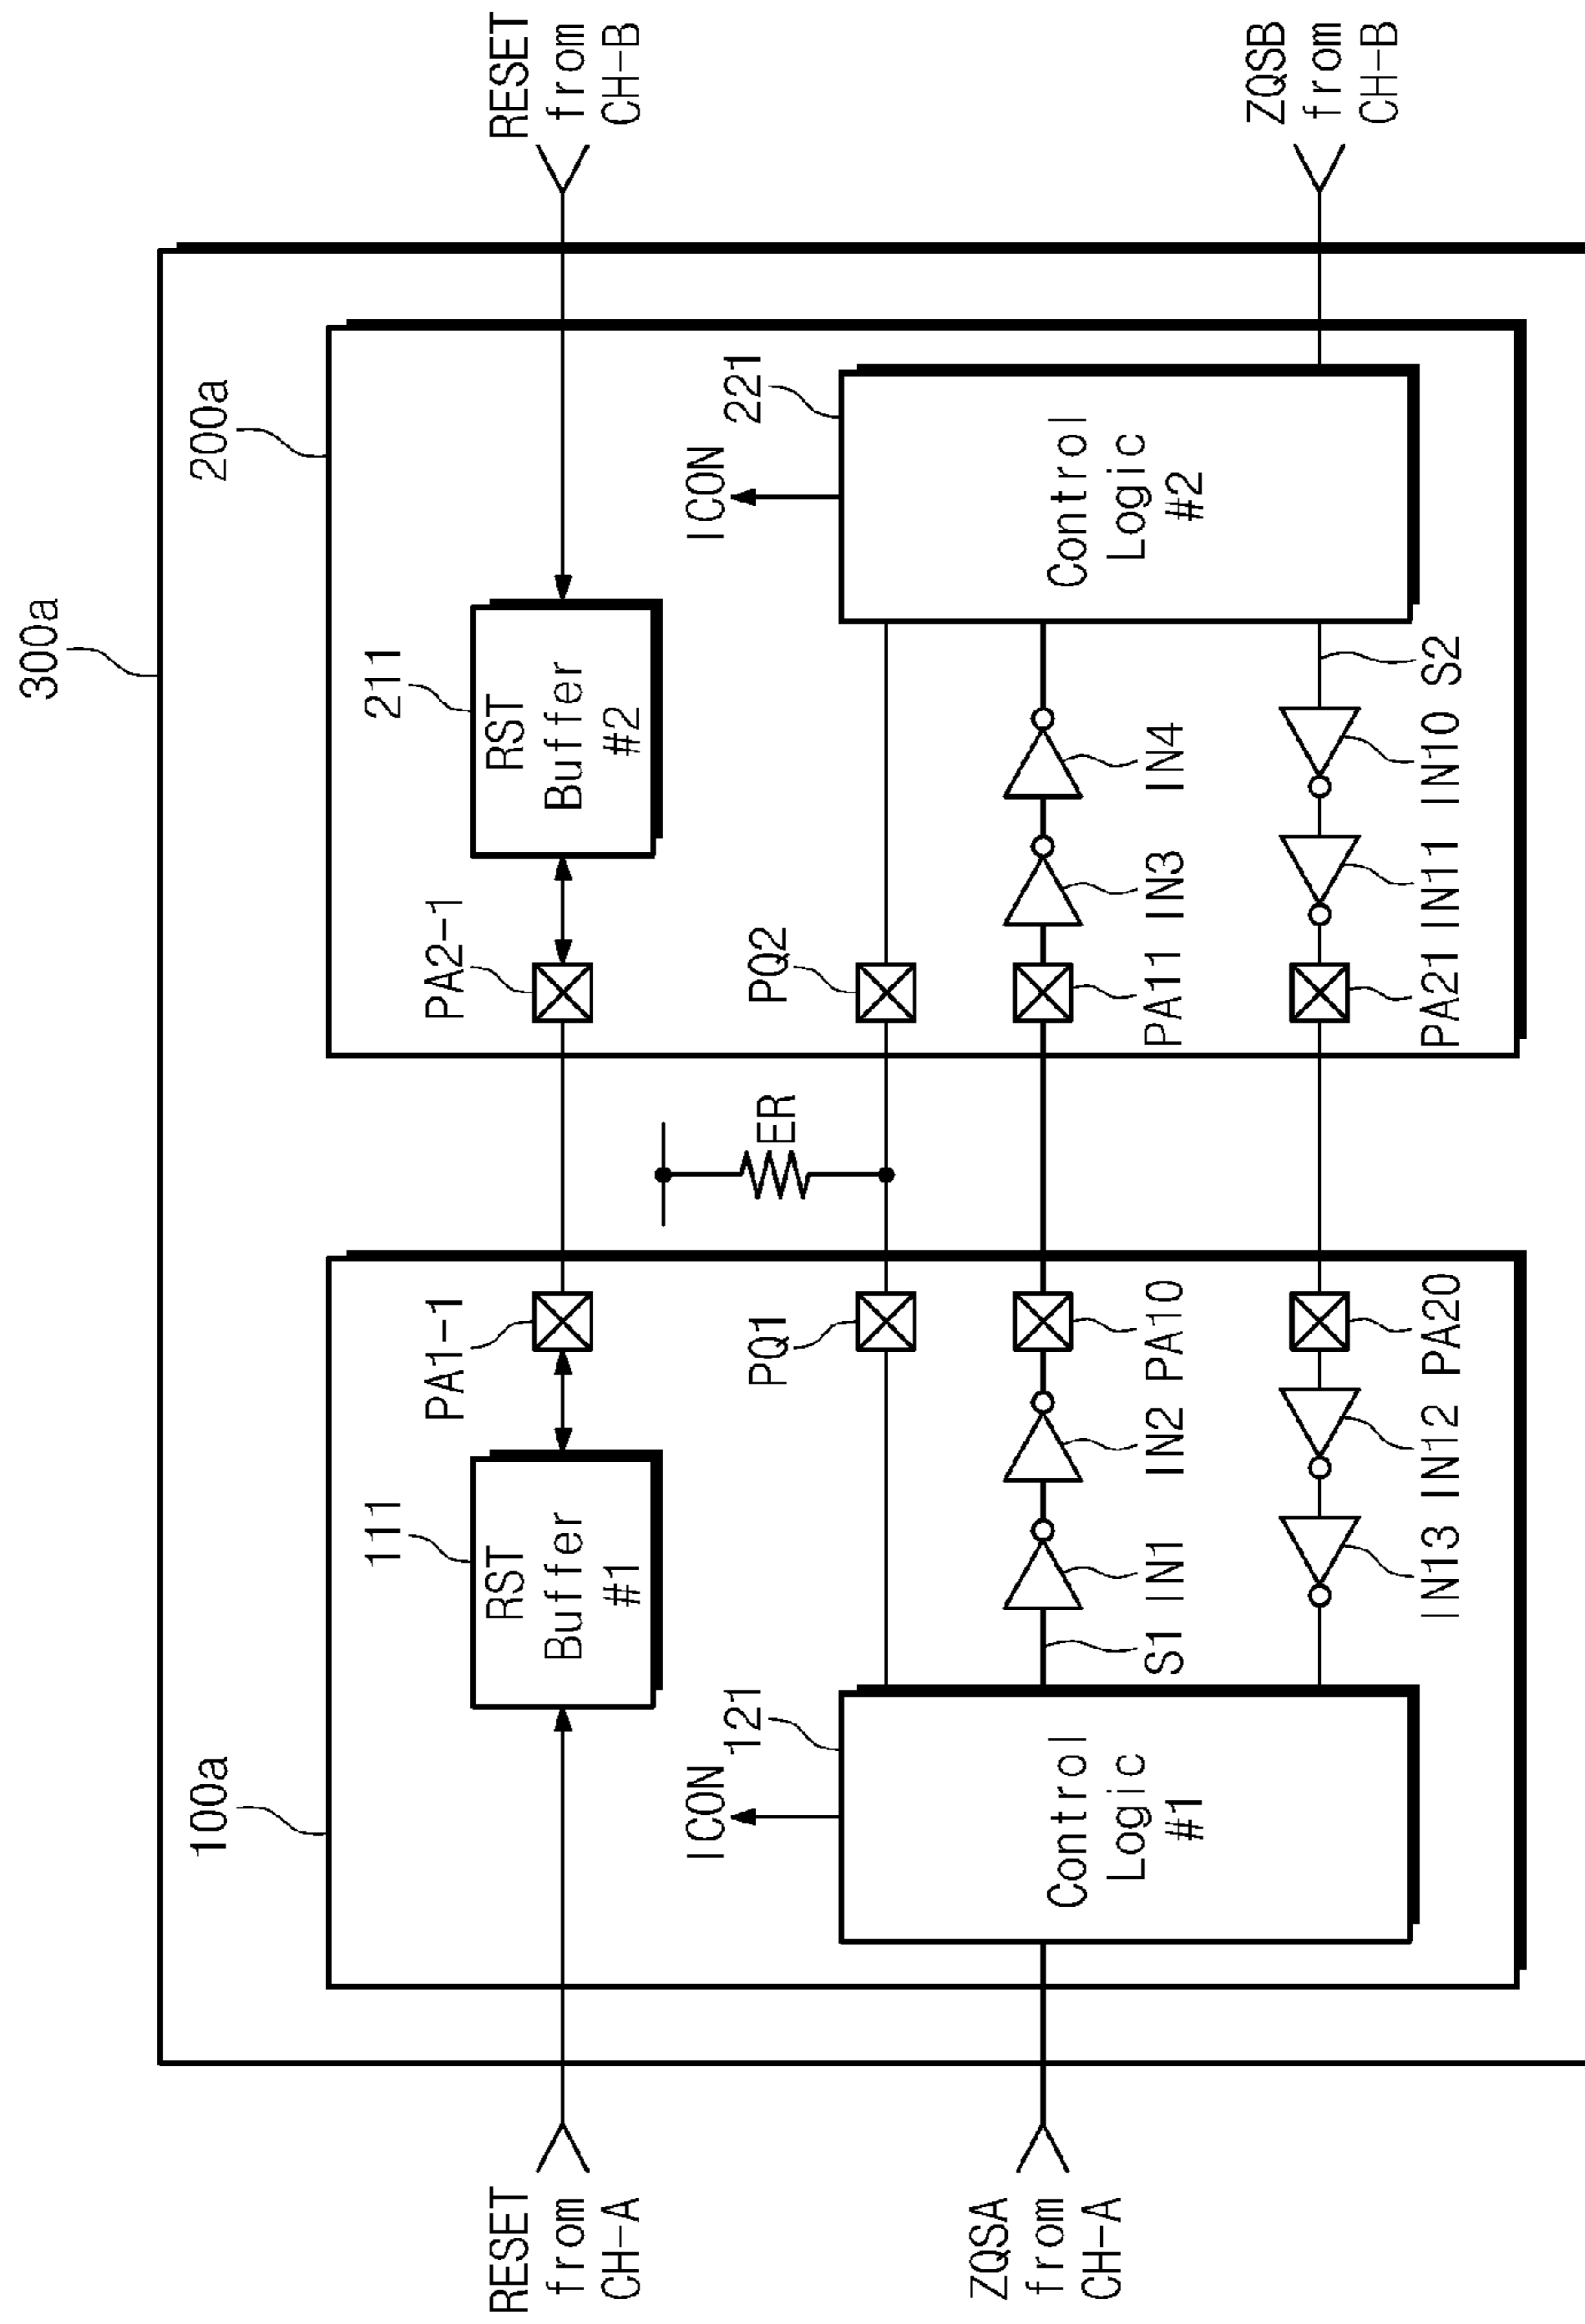 300a
100a
200a
RESET
from
CH-A
111
RST
Buffer
#1
PA1-1
PA2-1
211
RST
Buffer
#2
RESET
from
CH-B
ICON
121
PQ1
ER
PQ2
ICON
221
ZQSA
from
CH-A
Control
Logic
#1
S1
IN1
IN2
PA10
PA11
IN3
IN4
Control
Logic
#2
ZQSB
from
CH-B
IN13
IN12
PA20
PA21
IN11
IN10
S2